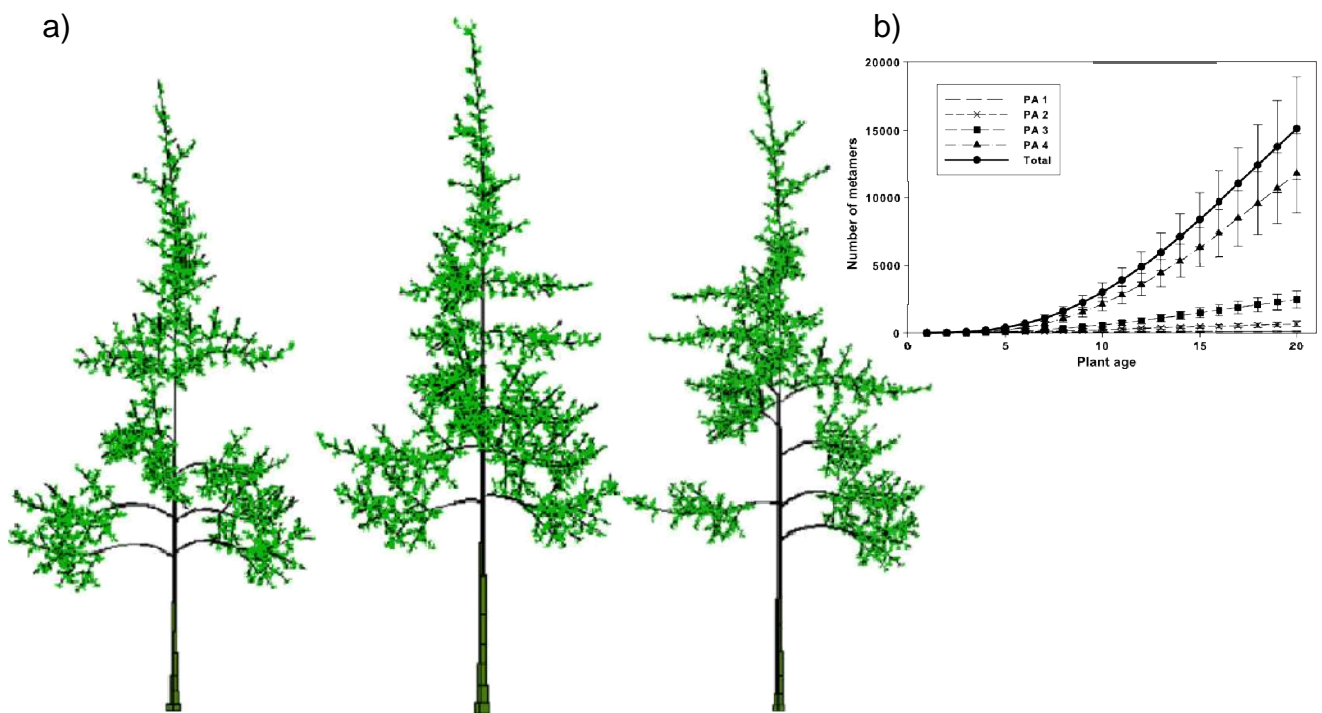 a)
b)
20000
15000
10000
5000
0
Number of metamers
PA 1
PA 2
PA 3
PA 4
Total
0 5 10 15 20
Plant age